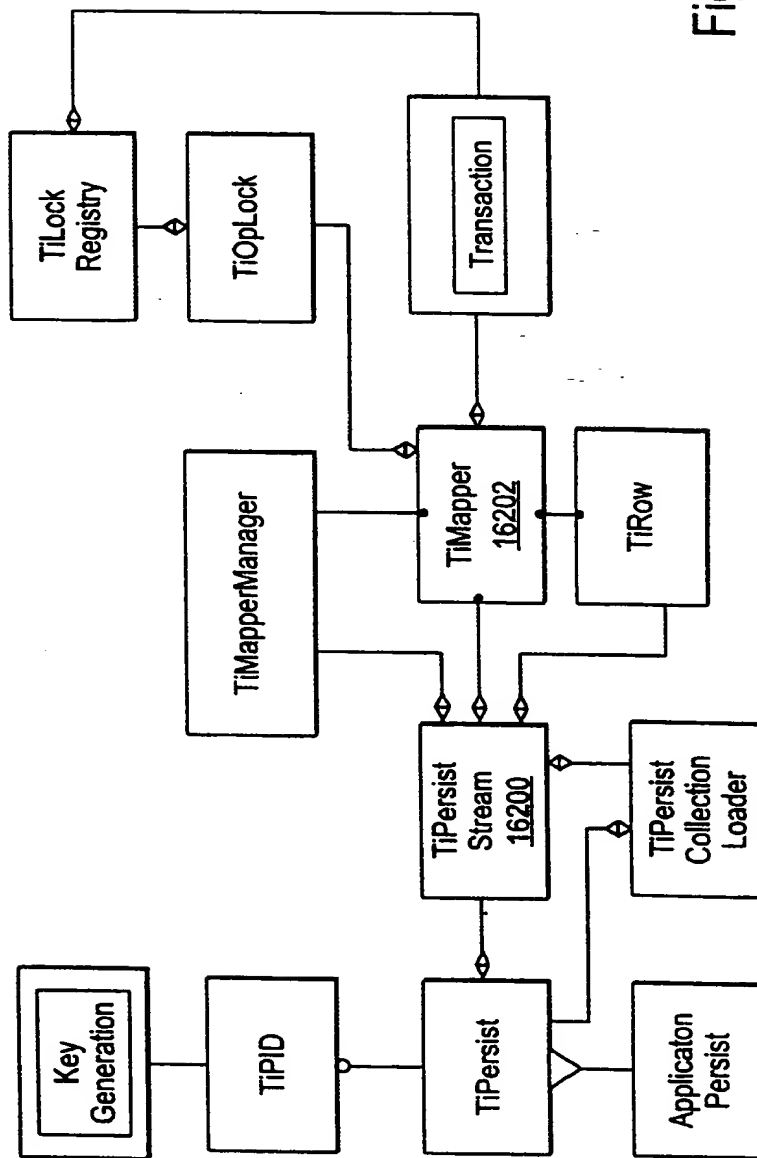 Key
Generation
TiPID
TiPersist
Applicaton
Persist
TiMapperManager
TiPersist
Stream
16200
TiPersist
Collection
Loader
TiLock
Registry
TiOpLock
TiMapper
16202
TiRow
Transaction